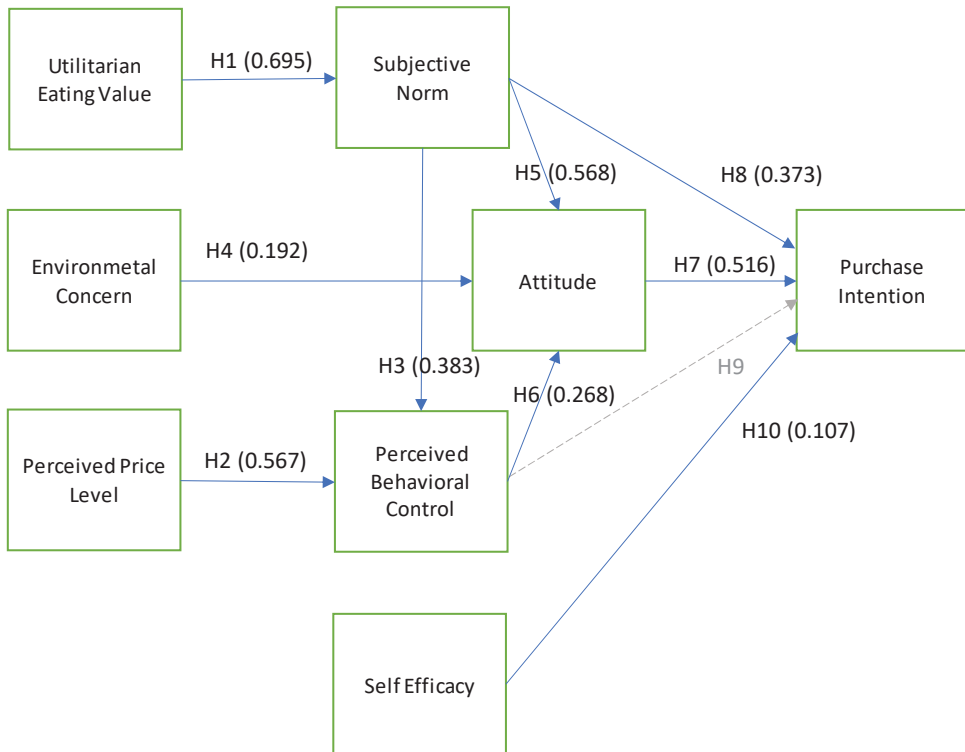 H1 (0.695)
Utilitarian
Eating Value
Subjective
Norm
H5 (0.568)
H8 (0.373)
H4 (0.192)
Environmetal
Concern
Attitude
H7 (0.516)
Purchase
Intention
H3 (0.383)
H6 (0.268)
H9
H10 (0.107)
Perceived Price
Level
H2 (0.567)
Perceived
Behavioral
Control
Self Efficacy